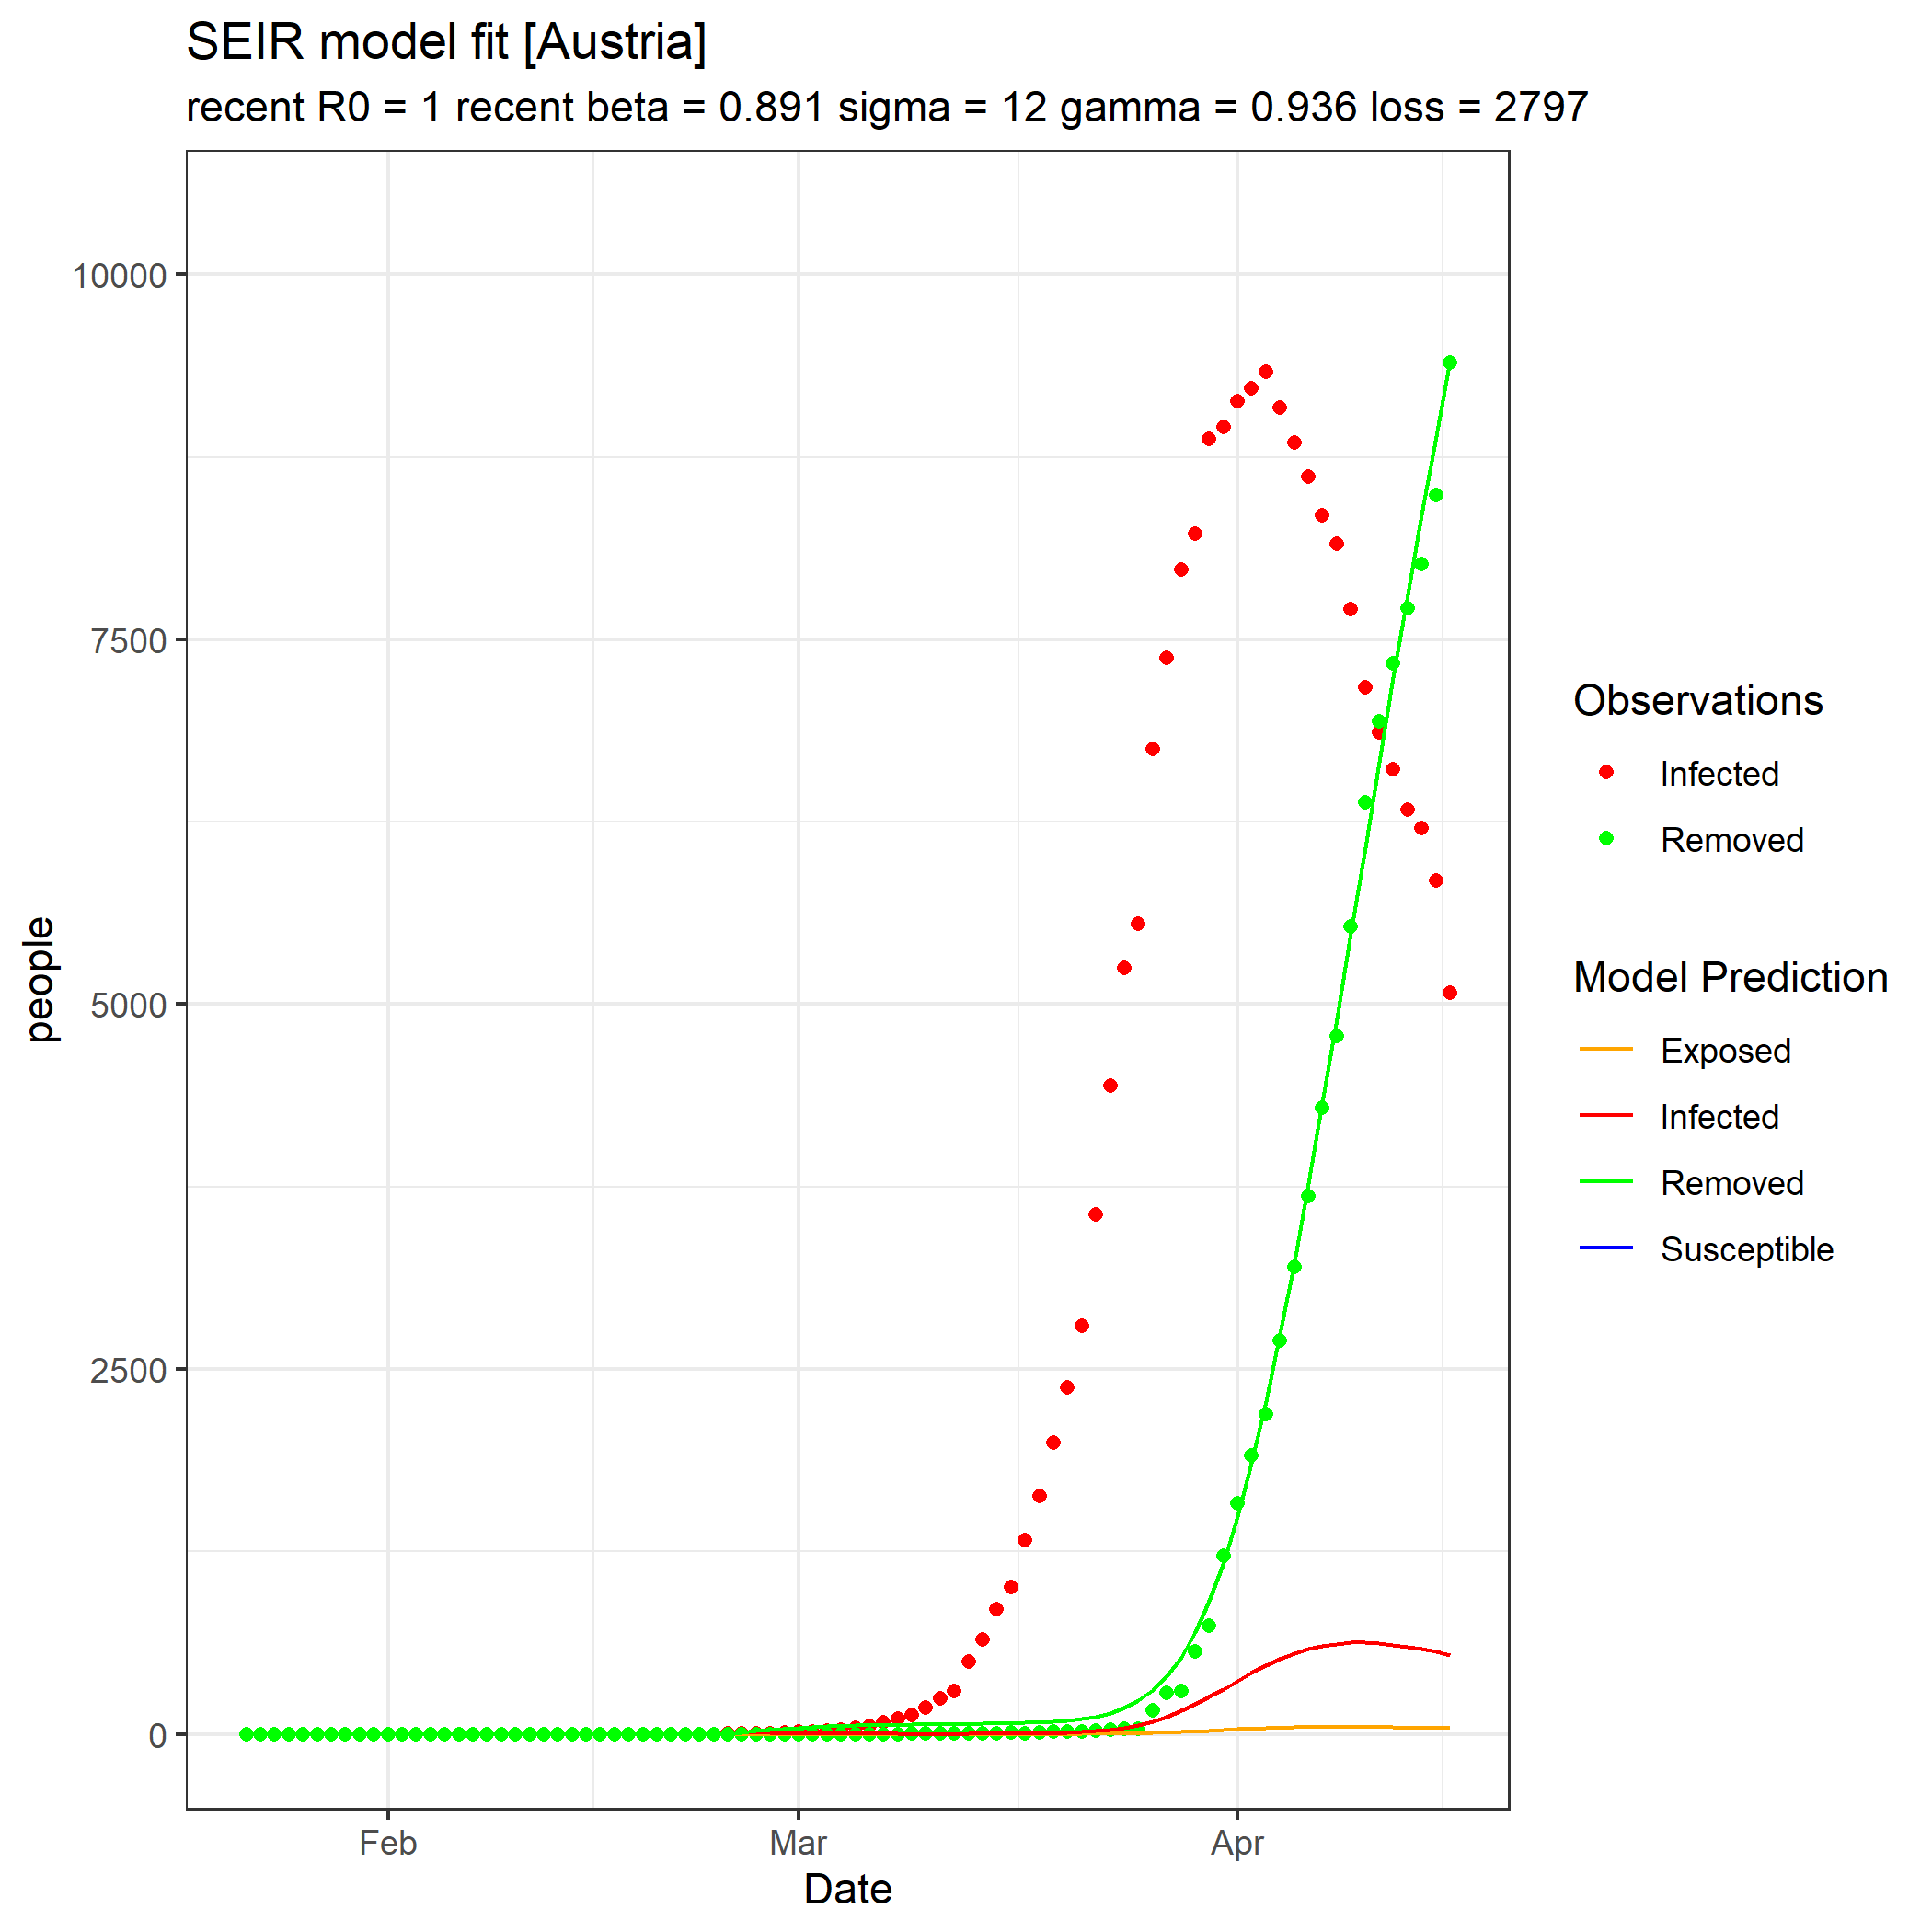 SEIR model fit [Austria]
recent R0 = 1 recent beta = 0.891 sigma = 12 gamma = 0.936 loss = 2797
10000
7500
5000
2500
0
people
Feb
Mar
Apr
Date
Observations
Infected
Removed
Model Prediction
Exposed
Infected
Removed
Susceptible